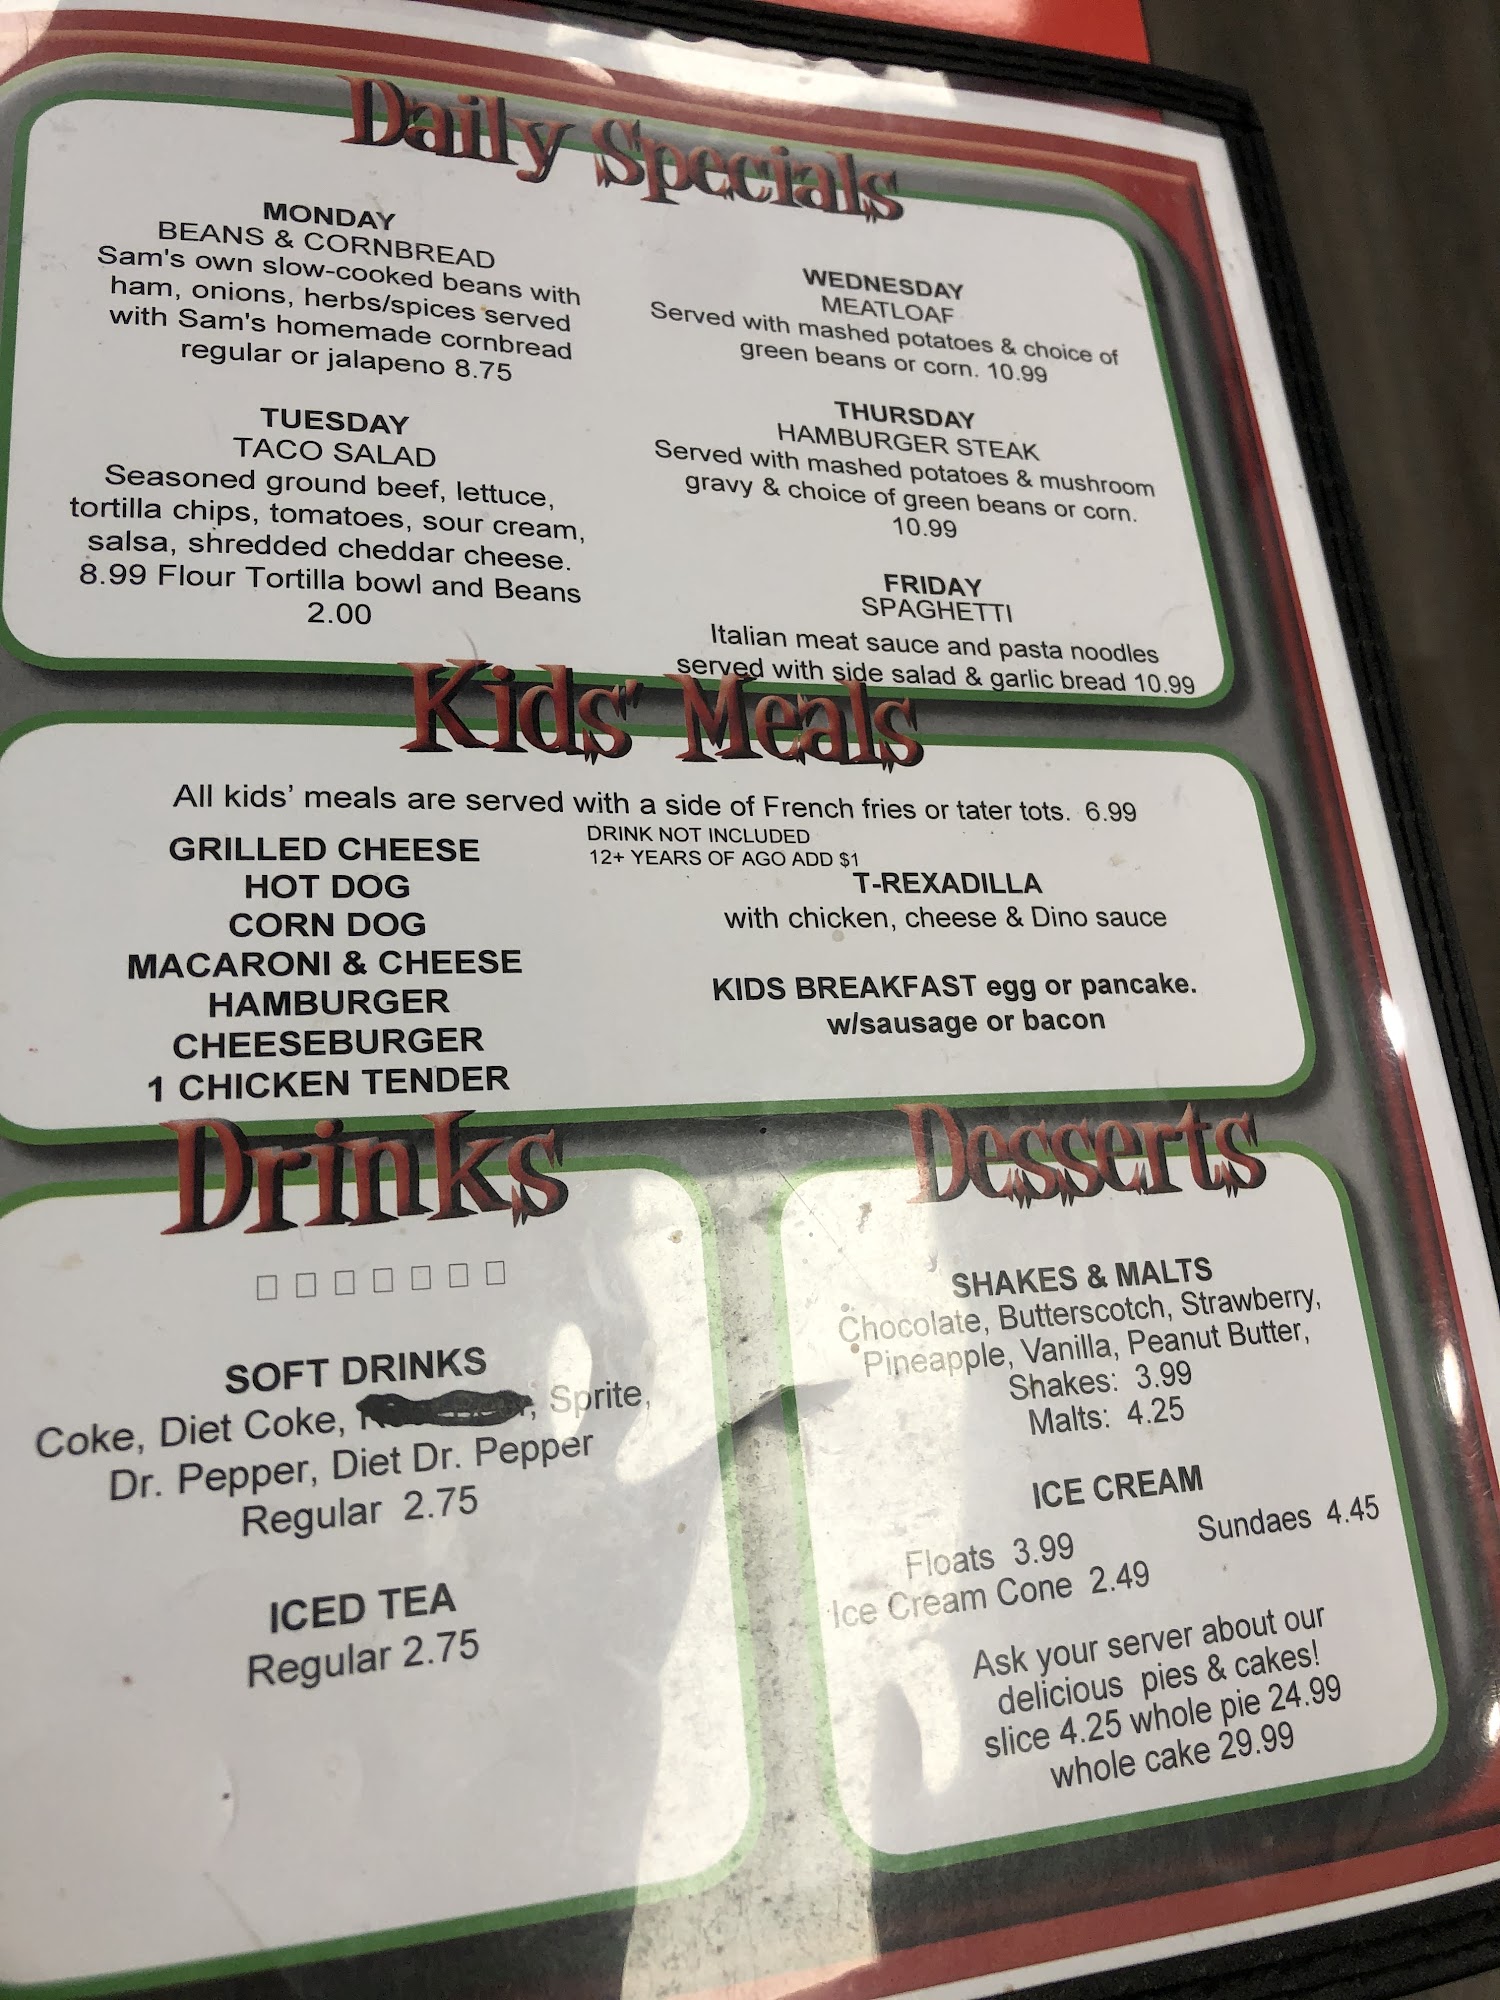 Daily Specials
MONDAY
BEANS & CORNBREAD
Sam's own slow-cooked beans with
ham, onions, herbs/spices served
with Sam's homemade cornbread
regular or jalapeno 8.75
TUESDAY
TACO SALAD
Seasoned ground beef, lettuce,
tortilla chips, tomatoes, sour cream,
salsa, shredded cheddar cheese.
8.99 Flour Tortilla bowl and Beans
2.00
WEDNESDAY
MEATLOAF
Served with mashed potatoes & choice of
green beans or corn. 10.99
THURSDAY
HAMBURGER STEAK
Served with mashed potatoes & mushroom
gravy & choice of green beans or corn.
10.99
FRIDAY
SPAGHETTI
Italian meat sauce and pasta noodles
served with side salad & garlic bread 10.99
Kids' Meals
All kids' meals are served with a side of French fries or tater tots. 6.99
DRINK NOT INCLUDED
12+ YEARS OF AGO ADD $1
GRILLED CHEESE
HOT DOG
CORN DOG
MACARONI & CHEESE
HAMBURGER
CHEESEBURGER
1 CHICKEN TENDER
T-REXADILLA
with chicken, cheese & Dino sauce
KIDS BREAKFAST egg or pancake.
w/sausage or bacon
Drinks
□ □ □ □ □ □ □
SOFT DRINKS
Coke, Diet Coke, , Sprite,
Dr. Pepper, Diet Dr. Pepper
Regular 2.75
ICED TEA
Regular 2.75
Desserts
SHAKES & MALTS
Chocolate, Butterscotch, Strawberry,
Pineapple, Vanilla, Peanut Butter,
Shakes: 3.99
Malts: 4.25
ICE CREAM
Floats 3.99 Sundaes 4.45
Ice Cream Cone 2.49
Ask your server about our
delicious pies & cakes!
slice 4.25 whole pie 24.99
whole cake 29.99